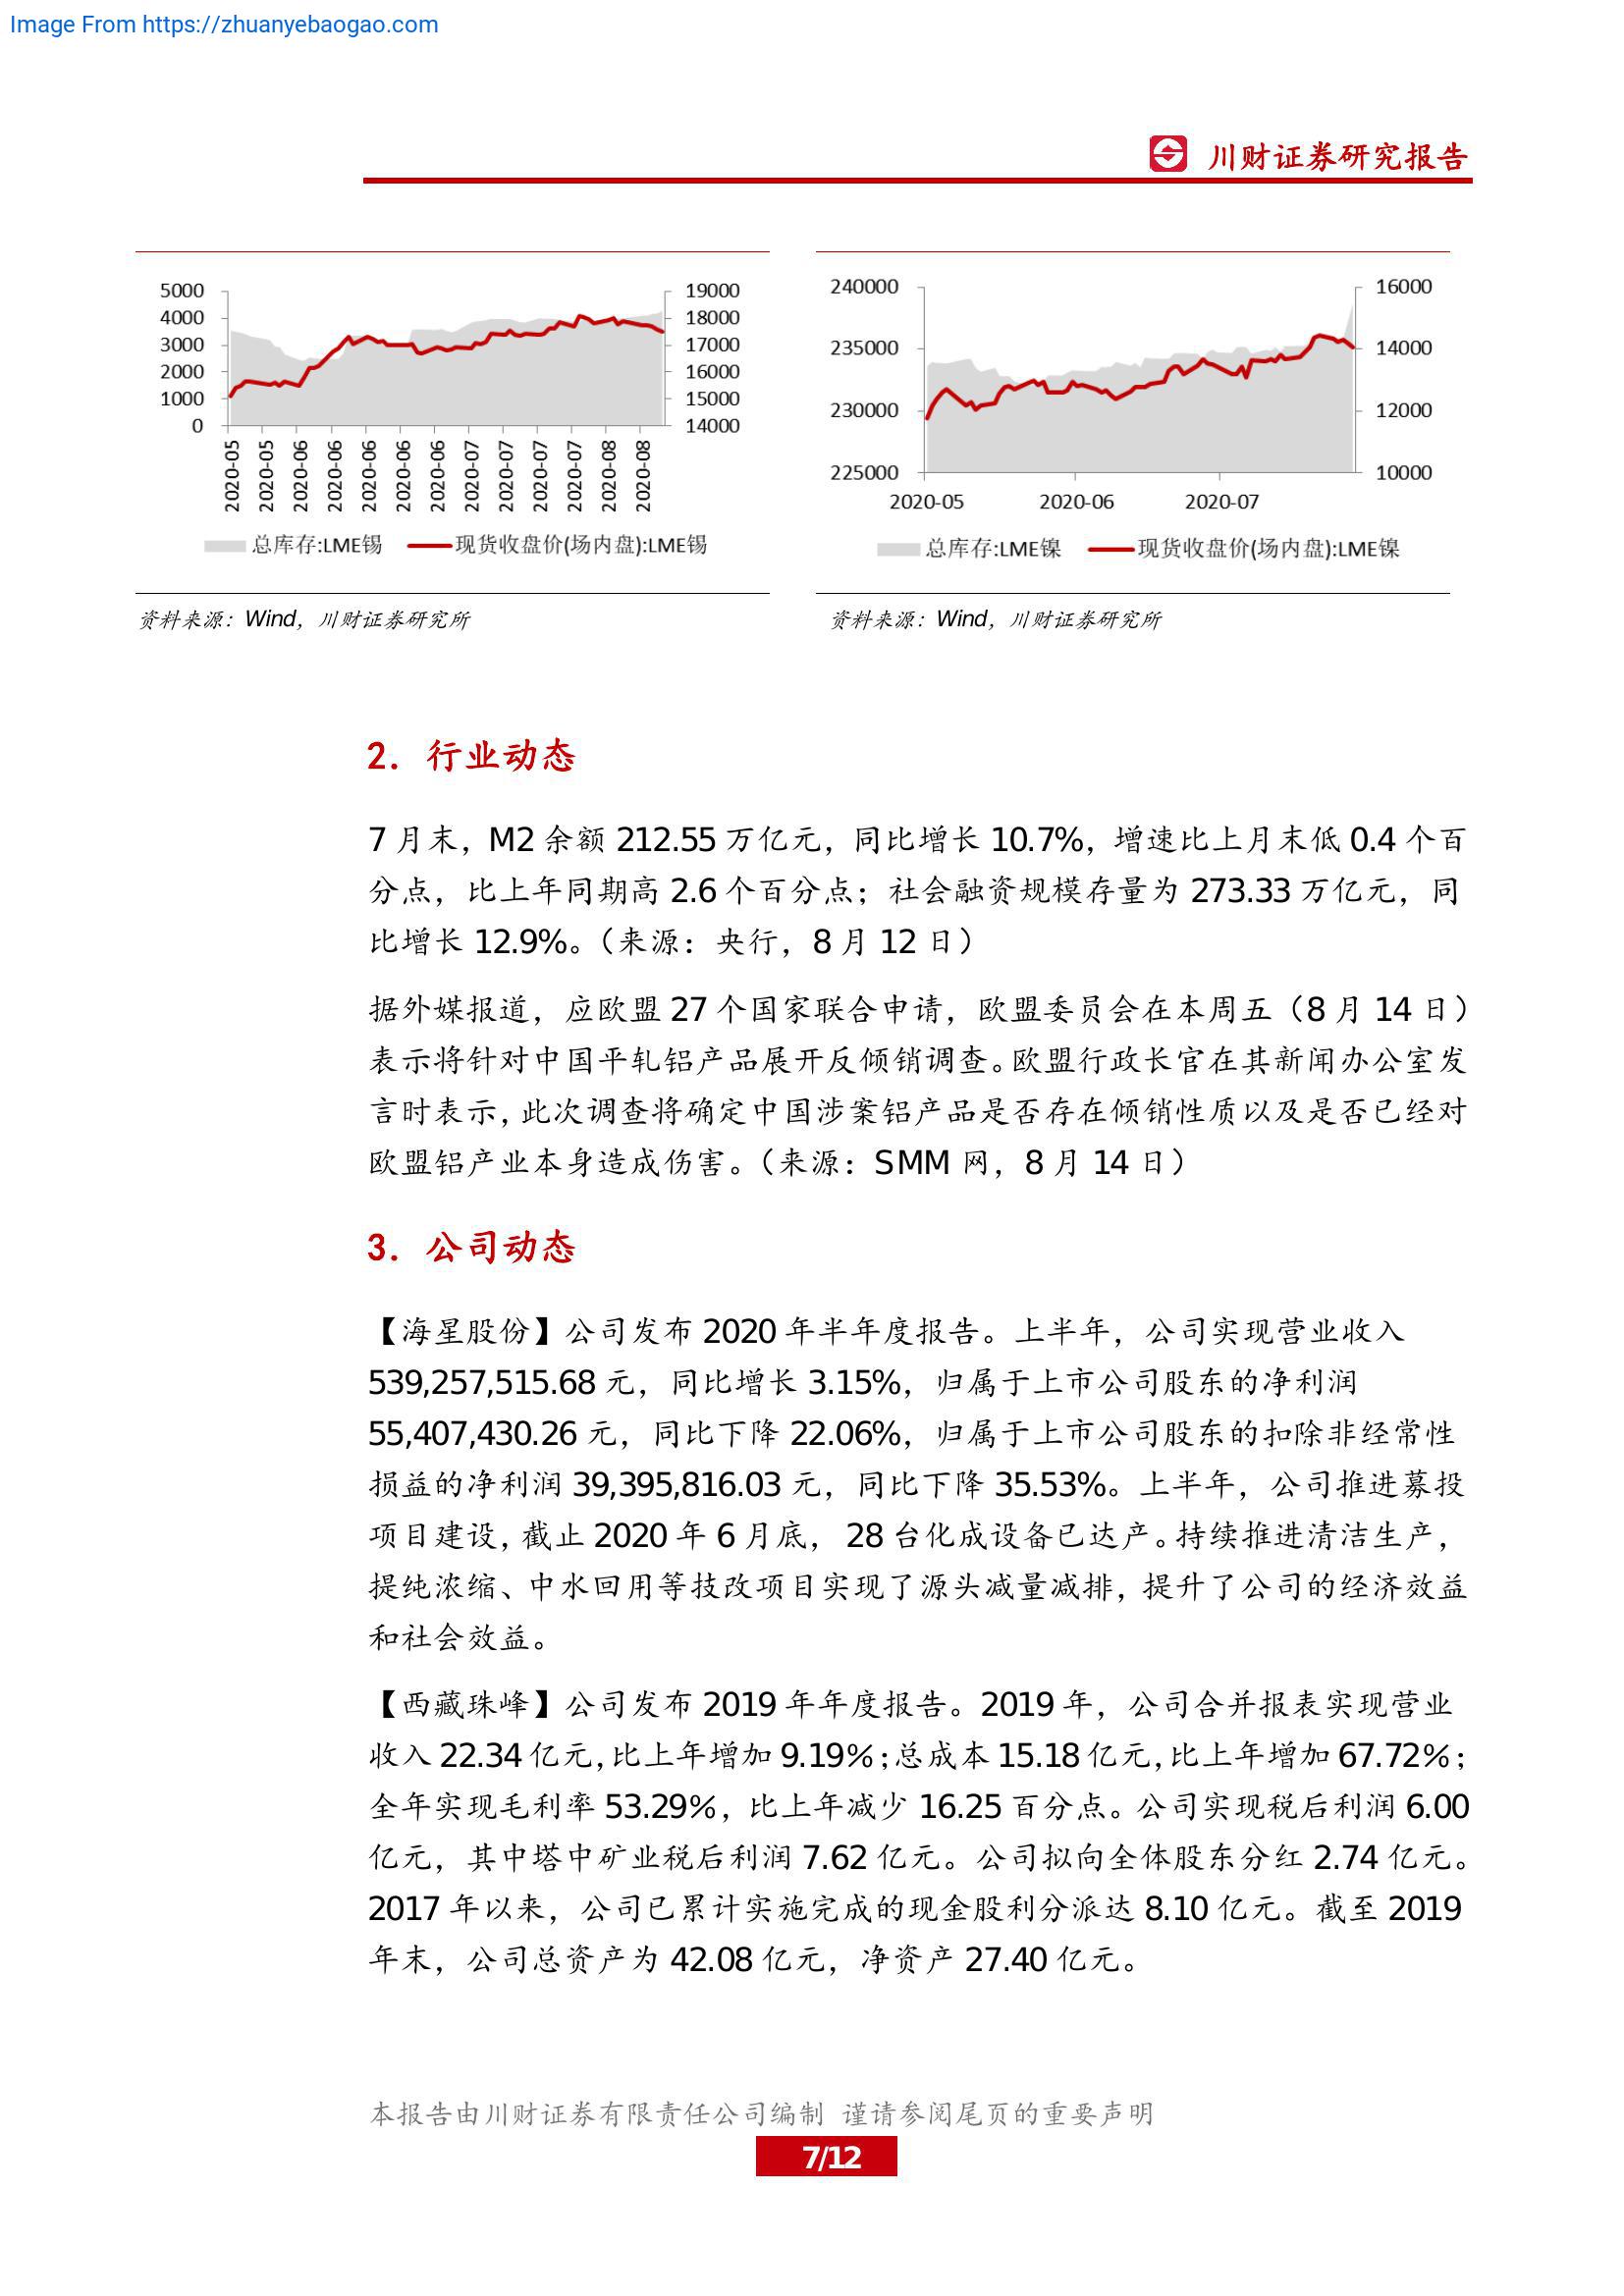 Image From https://zhuanyebaogao.com
川财证券研究报告
5000
4000
3000
2000
1000
0
19000
18000
17000
16000
15000
14000
2020-05
2020-05
2020-06
2020-06
2020-06
2020-06
2020-06
2020-07
2020-07
2020-07
2020-07
2020-08
2020-08
总库存:LME锡
现货收盘价(场内盘):LME锡
240000
235000
230000
225000
16000
14000
12000
10000
2020-05
2020-06
2020-07
总库存:LME镍
现货收盘价(场内盘):LME镍
资料来源：Wind，川财证券研究所
资料来源：Wind，川财证券研究所
2. 行业动态
7 月末，M2 余额 212.55 万亿元，同比增长 10.7%，增速比上月末低 0.4 个百
分点，比上年同期高 2.6 个百分点；社会融资规模存量为 273.33 万亿元，同
比增长 12.9%。（来源：央行，8 月 12 日）
据外媒报道，应欧盟 27 个国家联合申请，欧盟委员会在本周五（8 月 14 日）
表示将针对中国平轧铝产品展开反倾销调查。欧盟行政长官在其新闻办公室发
言时表示，此次调查将确定中国涉案铝产品是否存在倾销性质以及是否已经对
欧盟铝产业本身造成伤害。（来源：SMM 网，8 月 14 日）
3. 公司动态
【海星股份】公司发布 2020 年半年度报告。上半年，公司实现营业收入
539,257,515.68 元，同比增长 3.15%，归属于上市公司股东的净利润
55,407,430.26 元，同比下降 22.06%，归属于上市公司股东的扣除非经常性
损益的净利润 39,395,816.03 元，同比下降 35.53%。上半年，公司推进募投
项目建设，截止 2020 年 6 月底， 28 台化成设备已达产。持续推进清洁生产，
提纯浓缩、中水回用等技改项目实现了源头减量减排，提升了公司的经济效益
和社会效益。
【西藏珠峰】公司发布 2019 年年度报告。2019 年，公司合并报表实现营业
收入 22.34 亿元，比上年增加 9.19%；总成本 15.18 亿元，比上年增加 67.72%；
全年实现毛利率 53.29%，比上年减少 16.25 百分点。公司实现税后利润 6.00
亿元，其中塔中矿业税后利润 7.62 亿元。公司拟向全体股东分红 2.74 亿元。
2017 年以来，公司已累计实施完成的现金股利分派达 8.10 亿元。截至 2019
年末，公司总资产为 42.08 亿元，净资产 27.40 亿元。
本报告由川财证券有限责任公司编制 谨请参阅尾页的重要声明
7/12